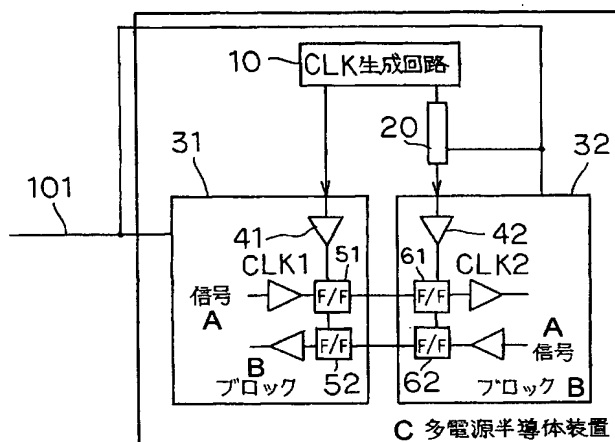 10
CLK生成回路
20
31
32
101
41
42
CLK1
51
61
CLK2
信号
A
F/F
F/F
A
信号
B
F/F
F/F
ブロック
52
62
ブロック B
C 多電源半導体装置